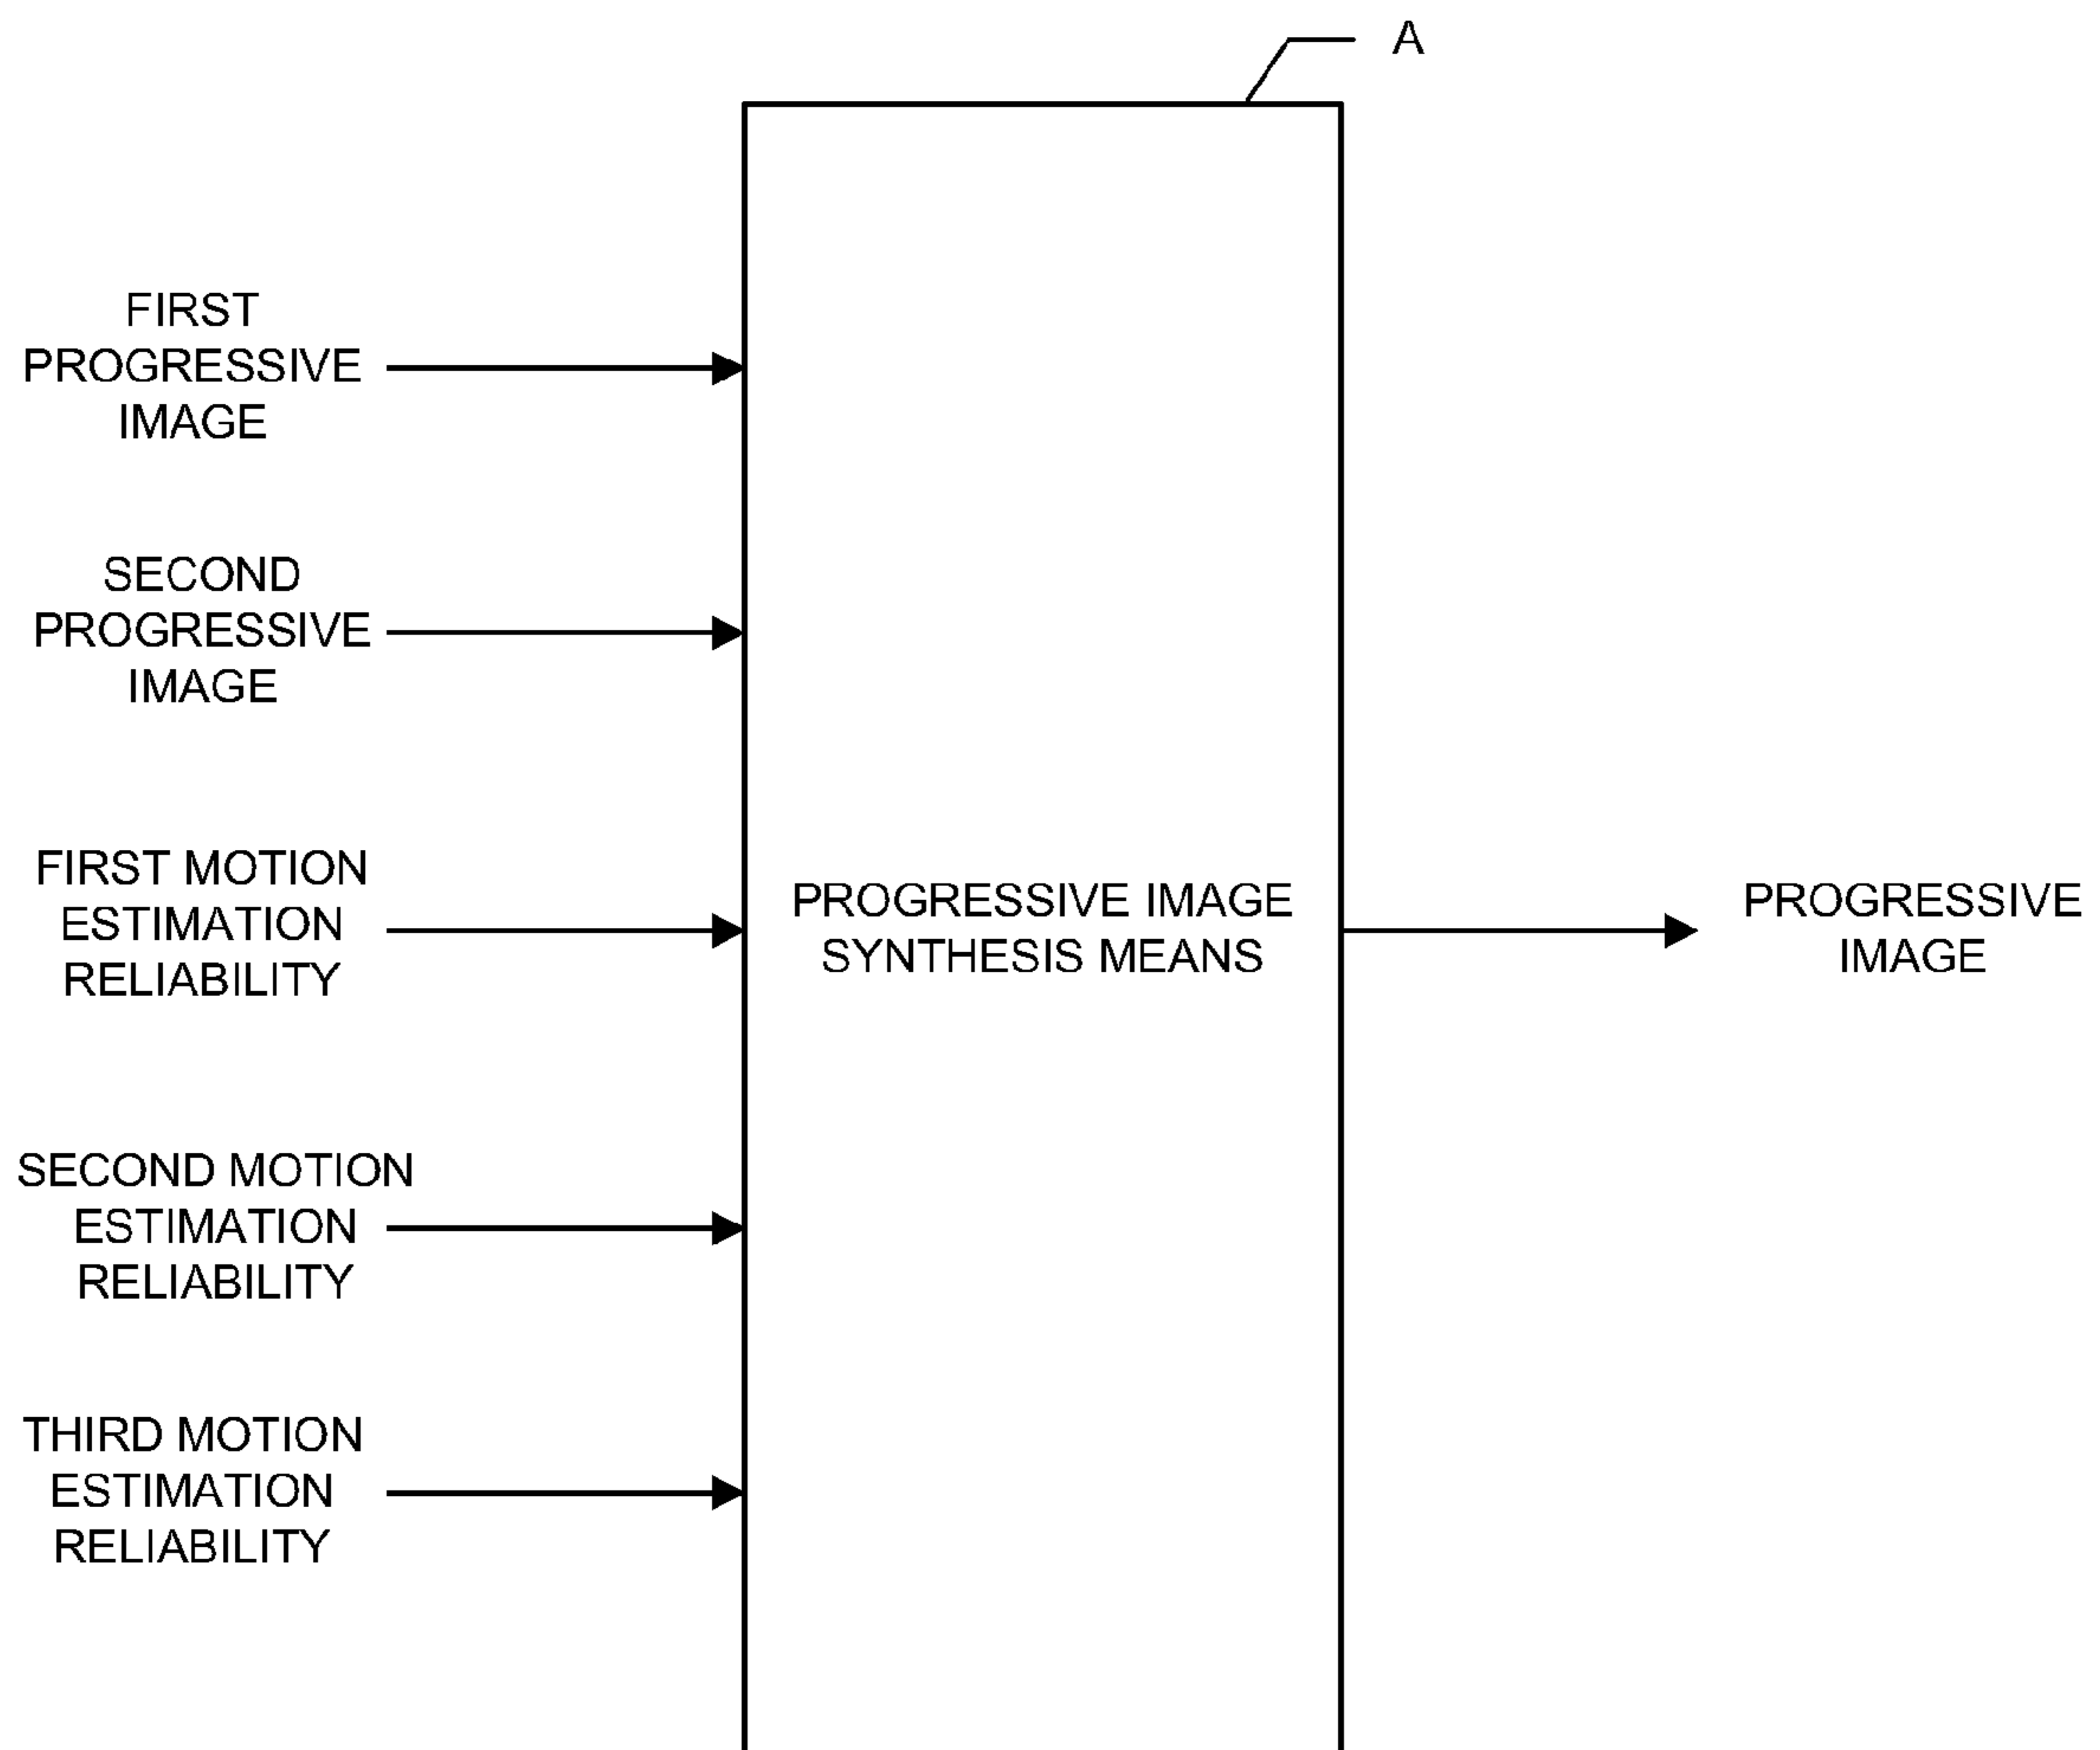 A
FIRST
PROGRESSIVE
IMAGE
SECOND
PROGRESSIVE
IMAGE
FIRST MOTION
ESTIMATION
RELIABILITY
SECOND MOTION
ESTIMATION
RELIABILITY
THIRD MOTION
ESTIMATION
RELIABILITY
PROGRESSIVE IMAGE
SYNTHESIS MEANS
PROGRESSIVE
IMAGE